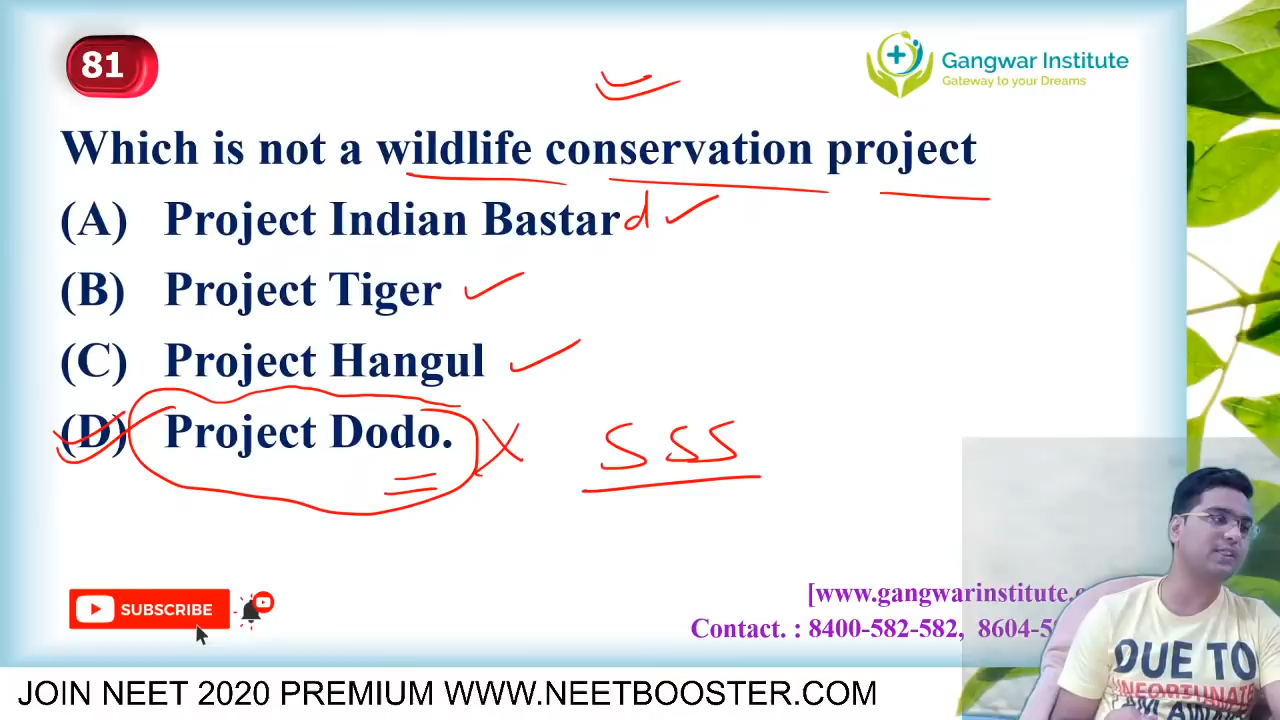 81
Gangwar Institute
Gateway to your Dreams
Which is not a wildlife conservation project
(A) Project Indian Bastard
(B) Project Tiger
(C) Project Hangul
(D) Project Dodo.
SSS
SUBSCRIBE
[www.gangwarinstitute.
Contact. : 8400-582-582, 8604-5
DUE TO
UNFORTUNATE
I AM
JOIN NEET 2020 PREMIUM WWW.NEETBOOSTER.COM